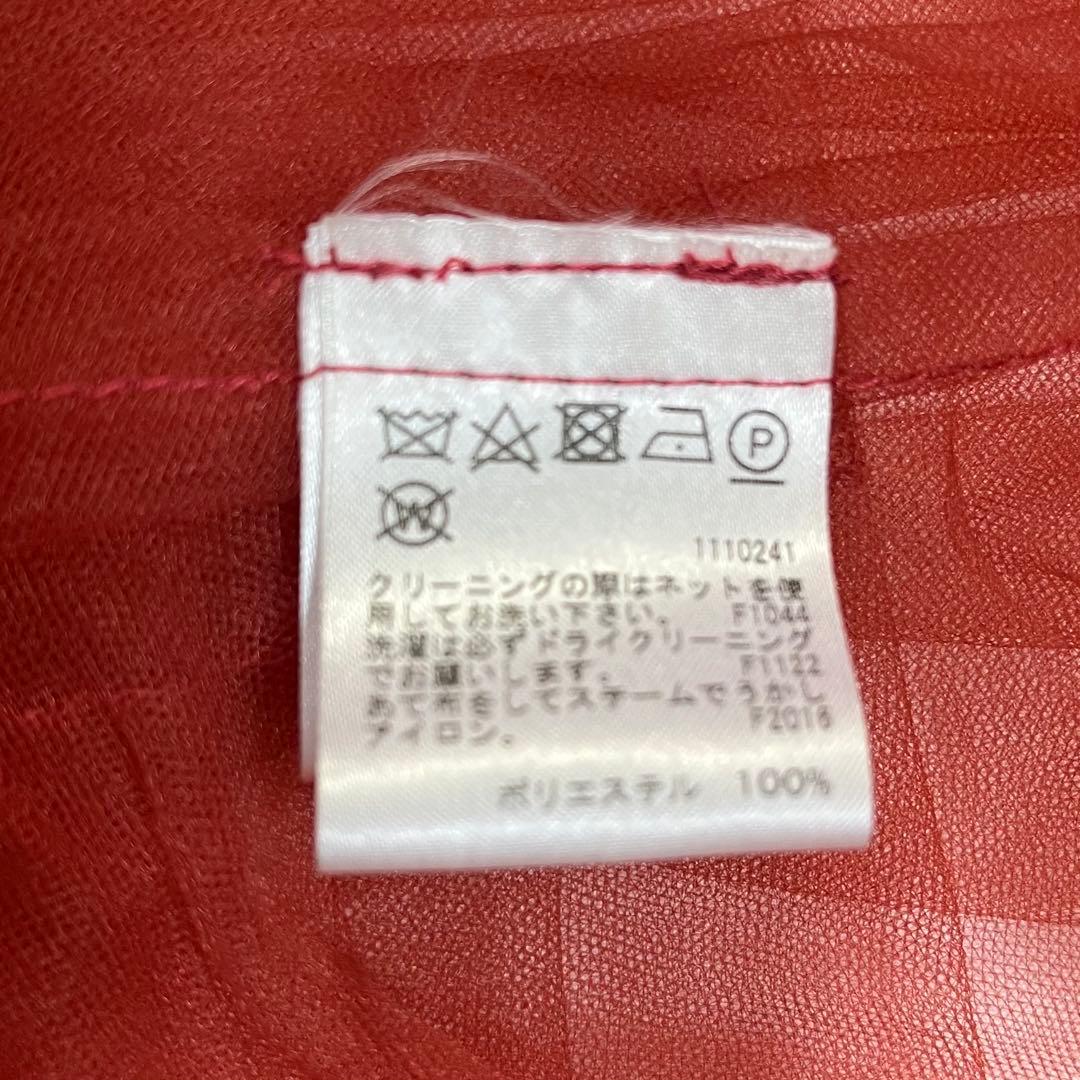 P
W
1110241
クリーニングの際はネットを使
用してお洗い下さい。 F1044
洗濯は必ずドライクリーニング
でお願いします。 F1122
あて布をしてスチームでうかし
アイロン。 F2018
ポリエステル 100%